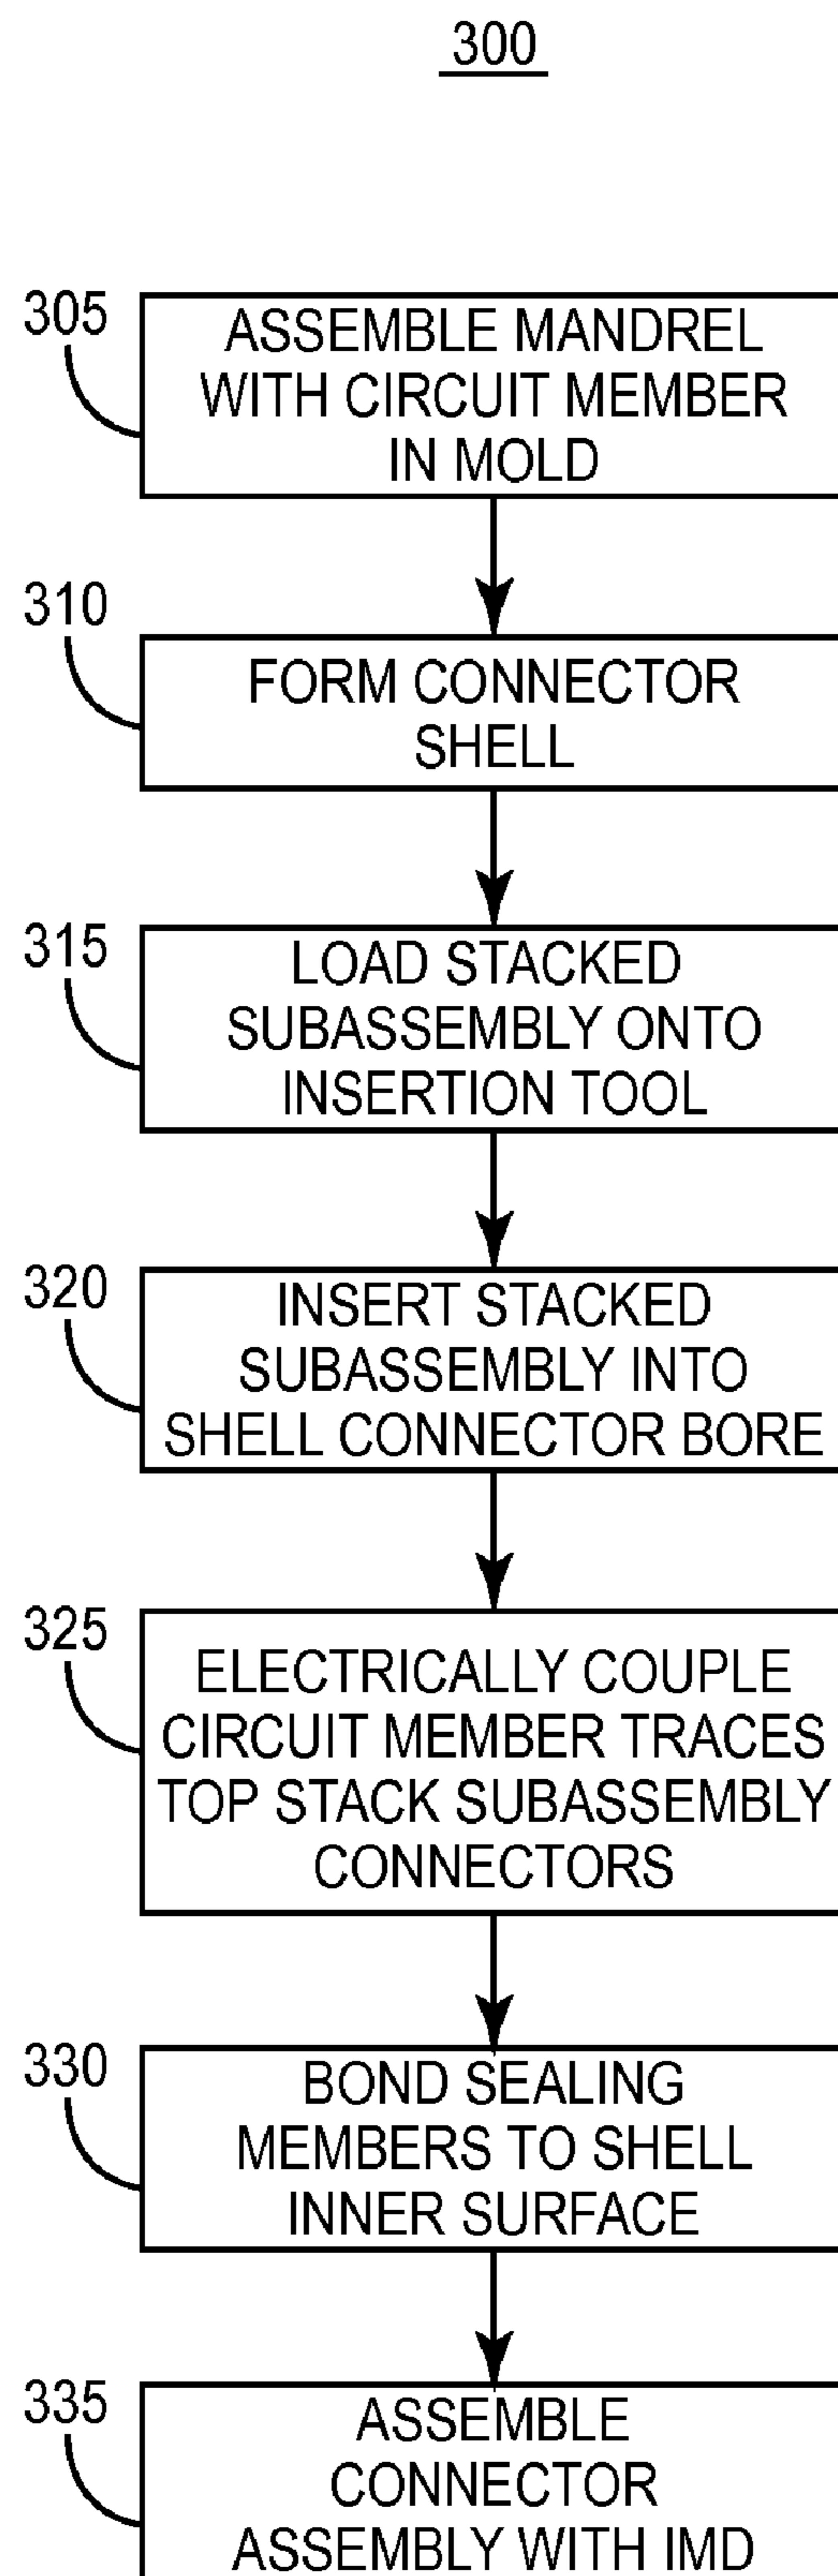 300
305
ASSEMBLE MANDREL
WITH CIRCUIT MEMBER
IN MOLD
310
FORM CONNECTOR
SHELL
315
LOAD STACKED
SUBASSEMBLY ONTO
INSERTION TOOL
320
INSERT STACKED
SUBASSEMBLY INTO
SHELL CONNECTOR BORE
325
ELECTRICALLY COUPLE
CIRCUIT MEMBER TRACES
TOP STACK SUBASSEMBLY
CONNECTORS
330
BOND SEALING
MEMBERS TO SHELL
INNER SURFACE
335
ASSEMBLE
CONNECTOR
ASSEMBLY WITH IMD